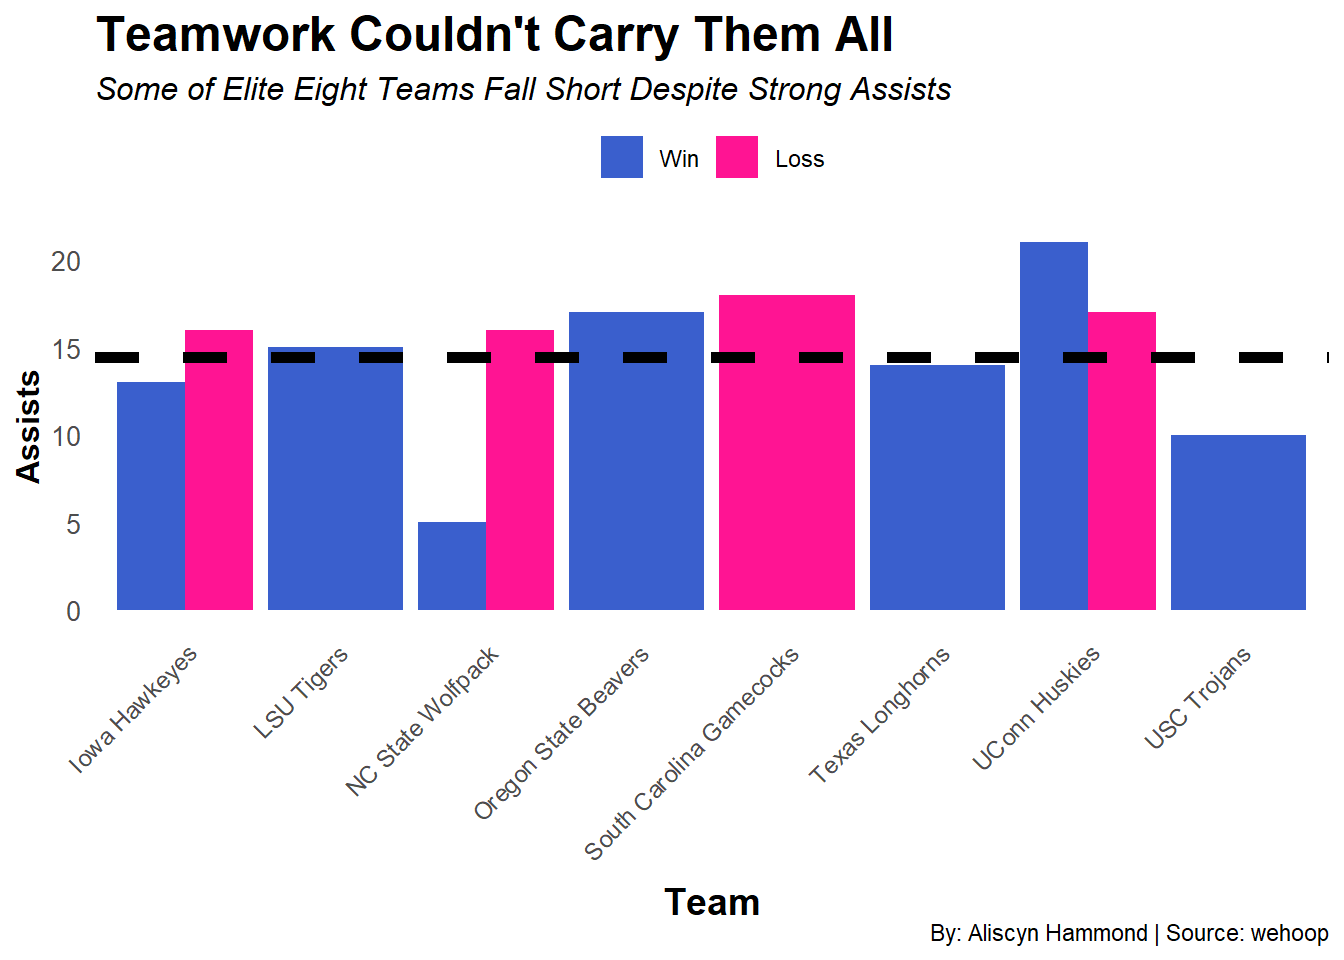 Teamwork Couldn't Carry Them All
Some of Elite Eight Teams Fall Short Despite Strong Assists
Win Loss
20
15
10
5
0
Assists
Iowa Hawkeyes
LSU Tigers
NC State Wolfpack
Oregon State Beavers
South Carolina Gamecocks
Texas Longhorns
UConn Huskies
USC Trojans
Team
By: Aliscyn Hammond | Source: wehoop